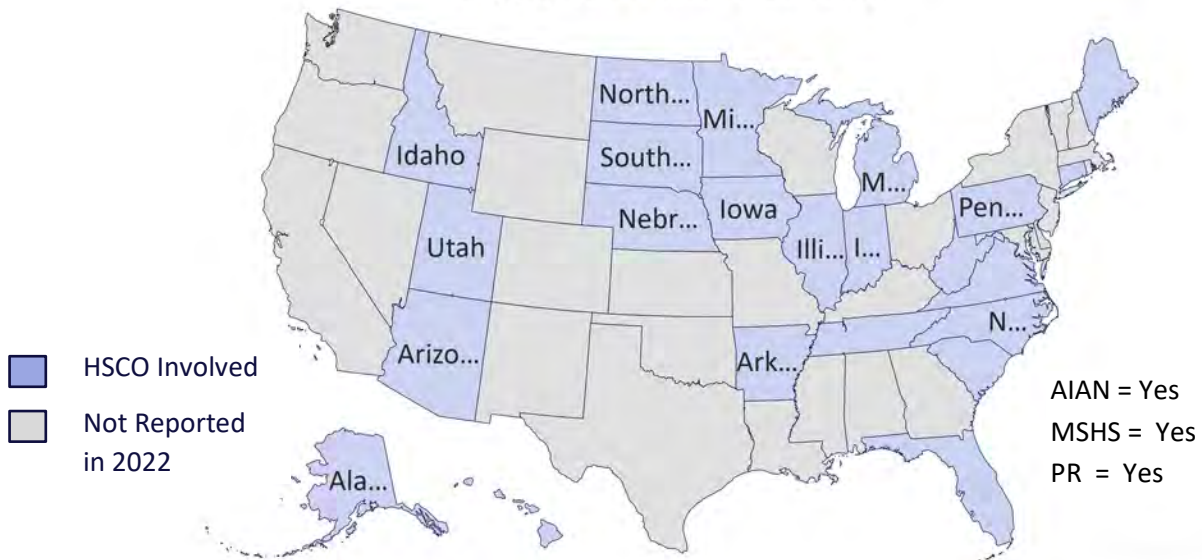 North...
Mi...
Idaho
South...
M...
Nebr...
Iowa
Pen...
Utah
Illi...
I...
N...
Arizo...
Ark...
HSCO Involved
Not Reported
in 2022
AIAN = Yes
MSHS = Yes
PR = Yes
Ala...